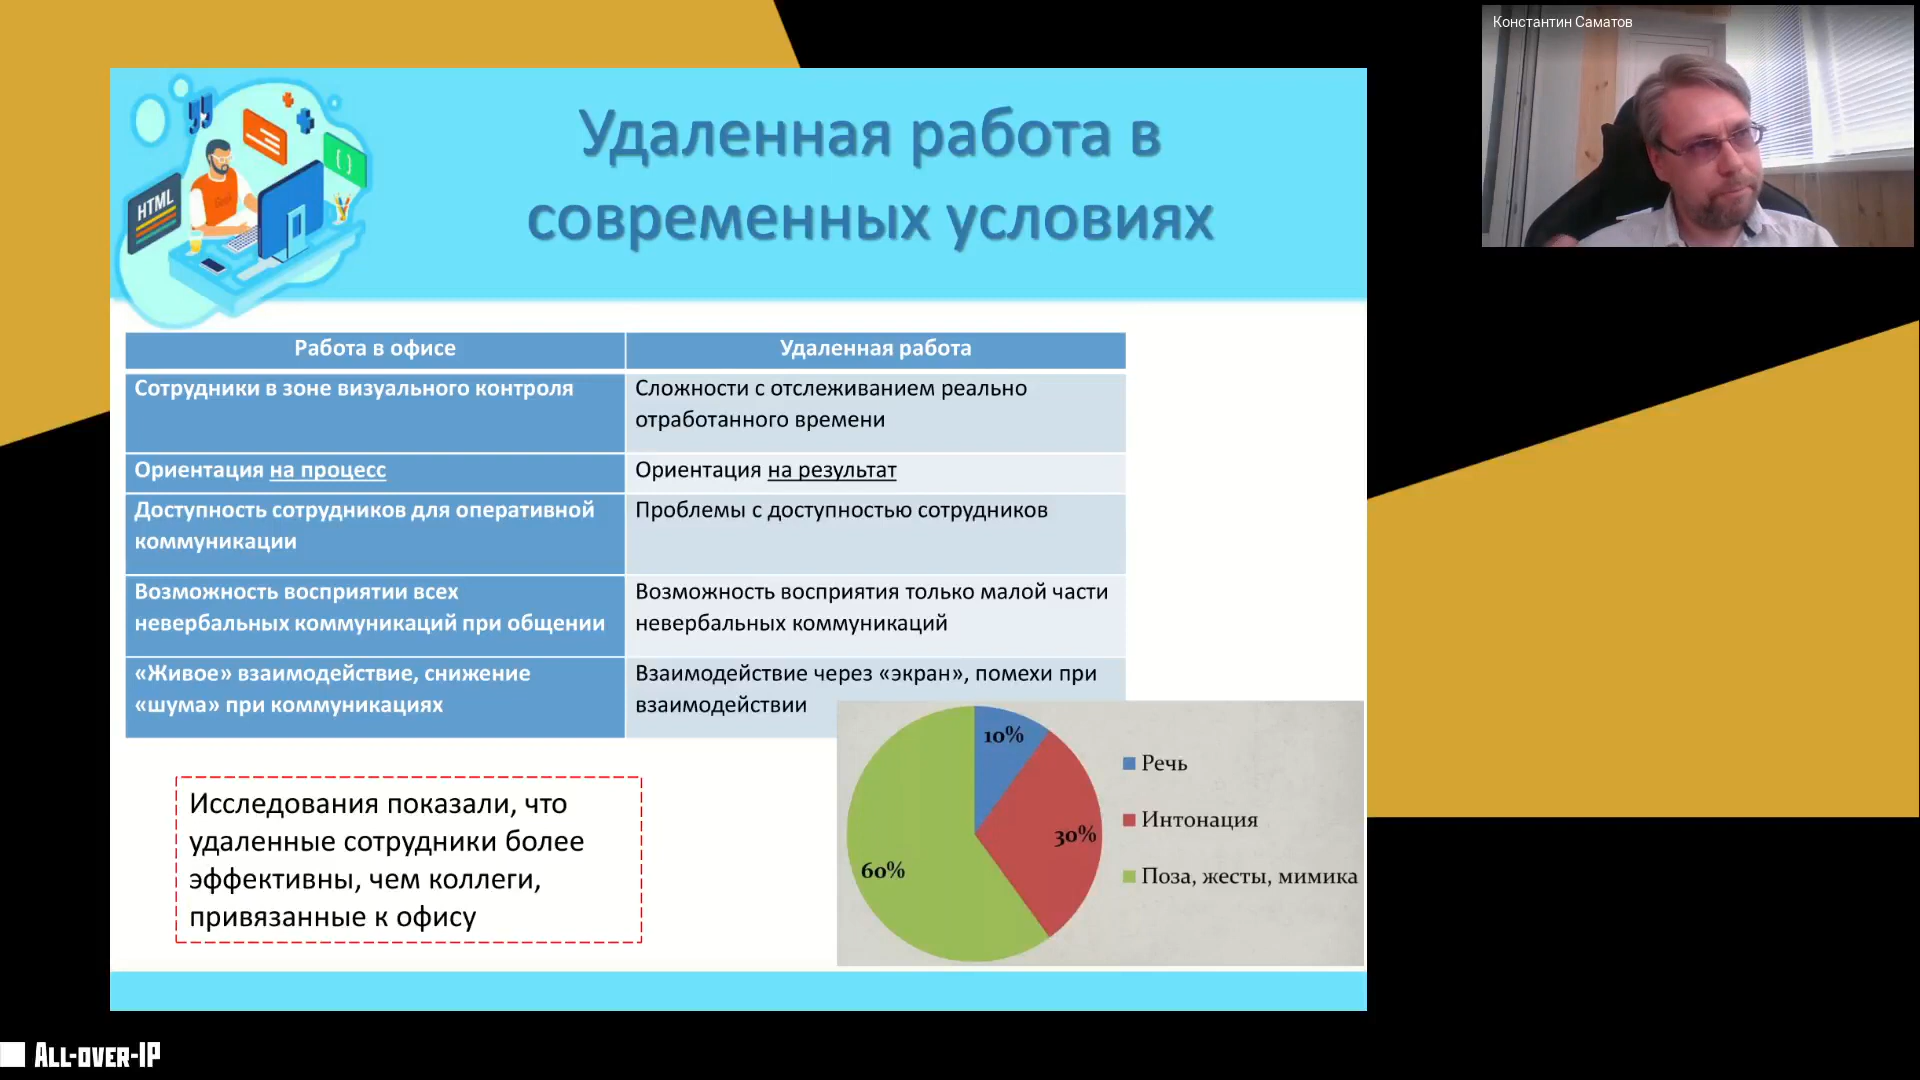 Константин Саматов
HTML
{ }
Удаленная работа в
современных условиях
Работа в офисе
Удаленная работа
Сотрудники в зоне визуального контроля
Сложности с отслеживанием реально
отработанного времени
Ориентация на процесс
Ориентация на результат
Доступность сотрудников для оперативной
коммуникации
Проблемы с доступностью сотрудников
Возможность восприятии всех
невербальных коммуникаций при общении
Возможность восприятия только малой части
невербальных коммуникаций
«Живое» взаимодействие, снижение
«шума» при коммуникациях
Взаимодействие через «экран», помехи при
взаимодействии
Исследования показали, что
удаленные сотрудники более
эффективны, чем коллеги,
привязанные к офису
10%
30%
60%
Речь
Интонация
Поза, жесты, мимика
All-over-IP